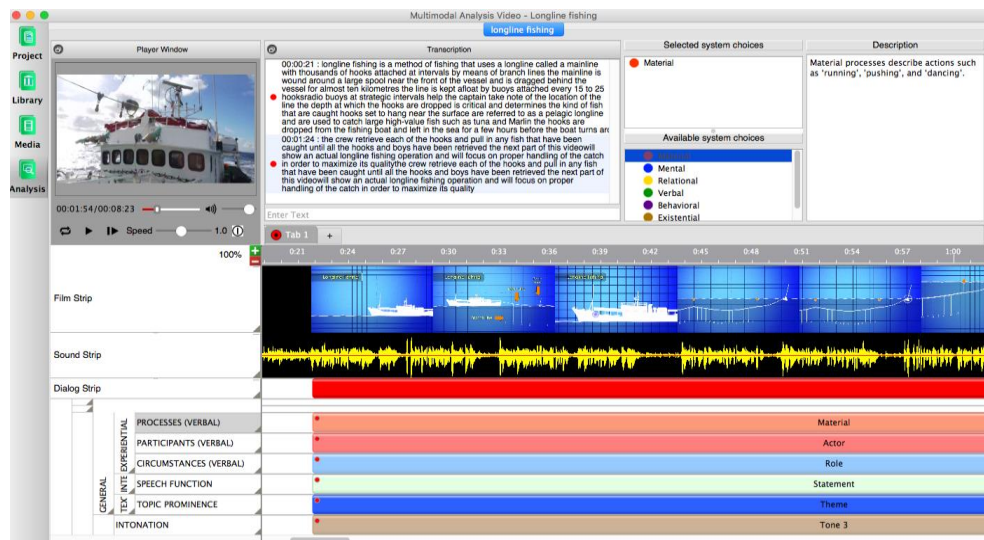 Multimodal Analysis Video - Longline fishing
longline fishing
Project
Library
Media
Analysis
Player Window
00:01:54/00:08:23
Speed
1.0
Transcription
00:00:21 : longline fishing is a method of fishing that uses a longline called a mainline
with thousands of hooks attached at intervals by means of branch lines the mainline is
wound around a large spool near the front of the vessel and is dragged behind the
vessel for almost ten kilometres the line is kept afloat by buoys attached every 15 to 25
hooksradio buoys at strategic intervals help the captain take note of the location of the
line the depth at which the hooks are dropped is critical and determines the kind of fish
that are caught hooks set to hang near the surface are referred to as a pelagic longline
and are used to catch large high-value fish such as tuna and Marlin the hooks are
dropped from the fishing boat and left in the sea for a few hours before the boat turns arc
00:01:24 : the crew retrieve each of the hooks and pull in any fish that have been
caught until all the hooks and boys have been retrieved the next part of this videowill
show an actual longline fishing operation and will focus on proper handling of the catch
in order to maximize its qualitythe crew retrieve each of the hooks and pull in any fish
that have been caught until all the hooks and boys have been retrieved the next part of
this videowill show an actual longline fishing operation and will focus on proper
handling of the catch in order to maximize its quality
Enter Text
Selected system choices
Material
Available system choices
Mental
Relational
Verbal
Behavioral
Existential
Description
Material processes describe actions such
as 'running', 'pushing', and 'dancing'.
Tab 1 +
100%
0:21 0:24 0:27 0:30 0:33 0:36 0:39 0:42 0:45 0:48 0:51 0:54 0:57 1:00
Film Strip
Longline fishing
Longline fishing
Longline fishing
Sound Strip
Dialog Strip
GENERAL
EXPERIENTIAL
PROCESSES (VERBAL) Material
PARTICIPANTS (VERBAL) Actor
CIRCUMSTANCES (VERBAL) Role
INTE
SPEECH FUNCTION Statement
TEX
TOPIC PROMINENCE Theme
INTONATION Tone 3